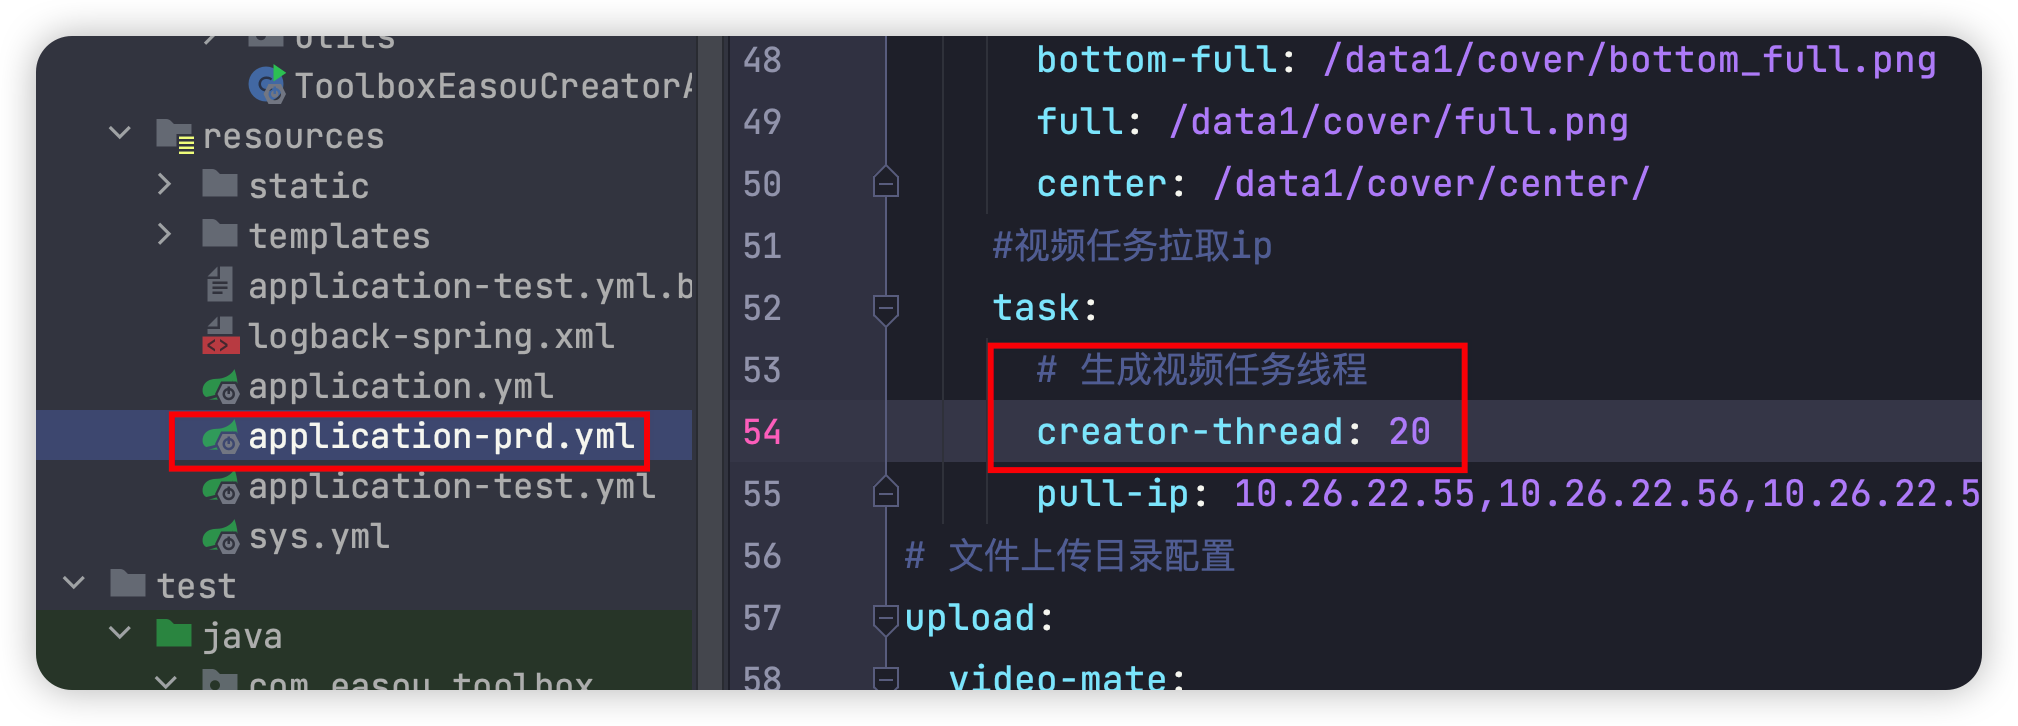 utils
ToolboxEasouCreatorA
resources
static
templates
application-test.yml.b
logback-spring.xml
application.yml
application-prd.yml
application-test.yml
sys.yml
test
java
com.easou.toolbox
48 bottom-full: /data1/cover/bottom_full.png
49 full: /data1/cover/full.png
50 center: /data1/cover/center/
51 #视频任务拉取ip
52 task:
53 # 生成视频任务线程
54 creator-thread: 20
55 pull-ip: 10.26.22.55,10.26.22.56,10.26.22.5
56 # 文件上传目录配置
57 upload:
58 video-mate: